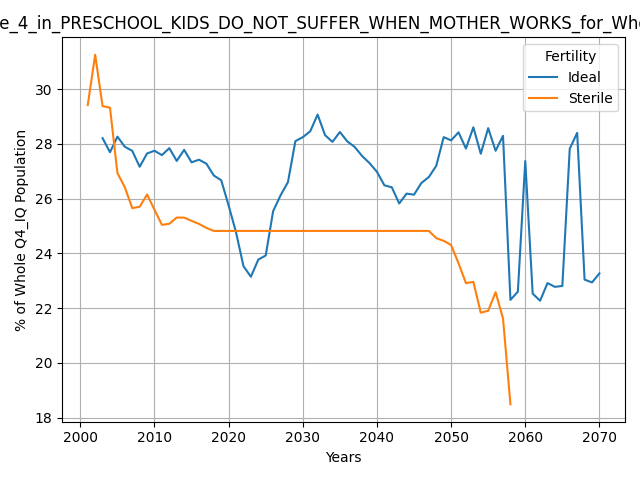 e_4_in_PRESCHOOL_KIDS_DO_NOT_SUFFER_WHEN_MOTHER_WORKS_for_Who
Fertility
Ideal
Sterile
% of Whole Q4_IQ Population
30
28
26
24
22
20
18
2000 2010 2020 2030 2040 2050 2060 2070
Years